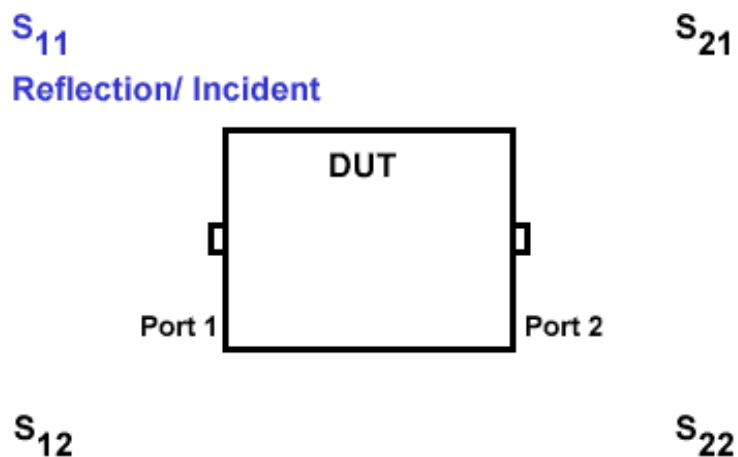 S11 S21
Reflection/ Incident
DUT
Port 1 Port 2
S12 S22